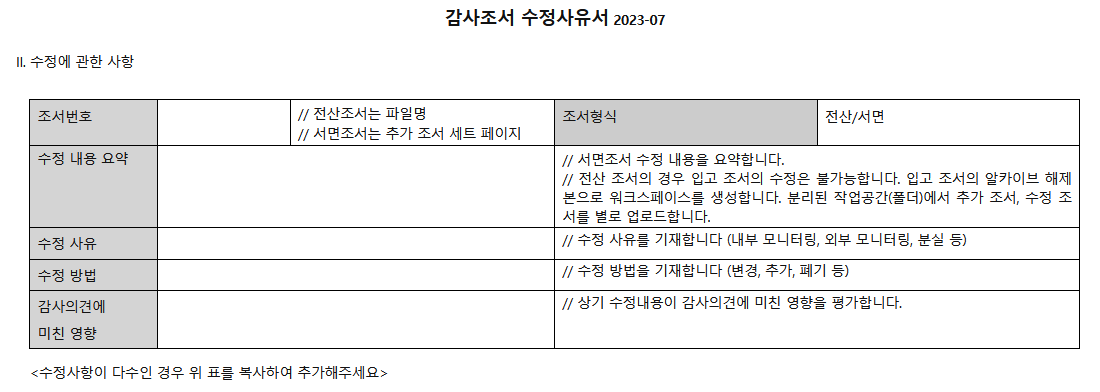 감사조서 수정사유서 2023-07
II. 수정에 관한 사항
조서번호
// 전산조서는 파일명
// 서면조서는 추가 조서 세트 페이지
조서형식
전산/서면
수정 내용 요약
// 서면조서 수정 내용을 요약합니다.
// 전산 조서의 경우 입고 조서의 수정은 불가능합니다. 입고 조서의 알카이브 해제
본으로 워크스페이스를 생성합니다. 분리된 작업공간(폴더)에서 추가 조서, 수정 조
서를 별로 업로드합니다.
수정 사유
// 수정 사유를 기재합니다 (내부 모니터링, 외부 모니터링, 분실 등)
수정 방법
// 수정 방법을 기재합니다 (변경, 추가, 폐기 등)
감사의견에
미친 영향
// 상기 수정내용이 감사의견에 미친 영향을 평가합니다.
<수정사항이 다수인 경우 위 표를 복사하여 추가해주세요>